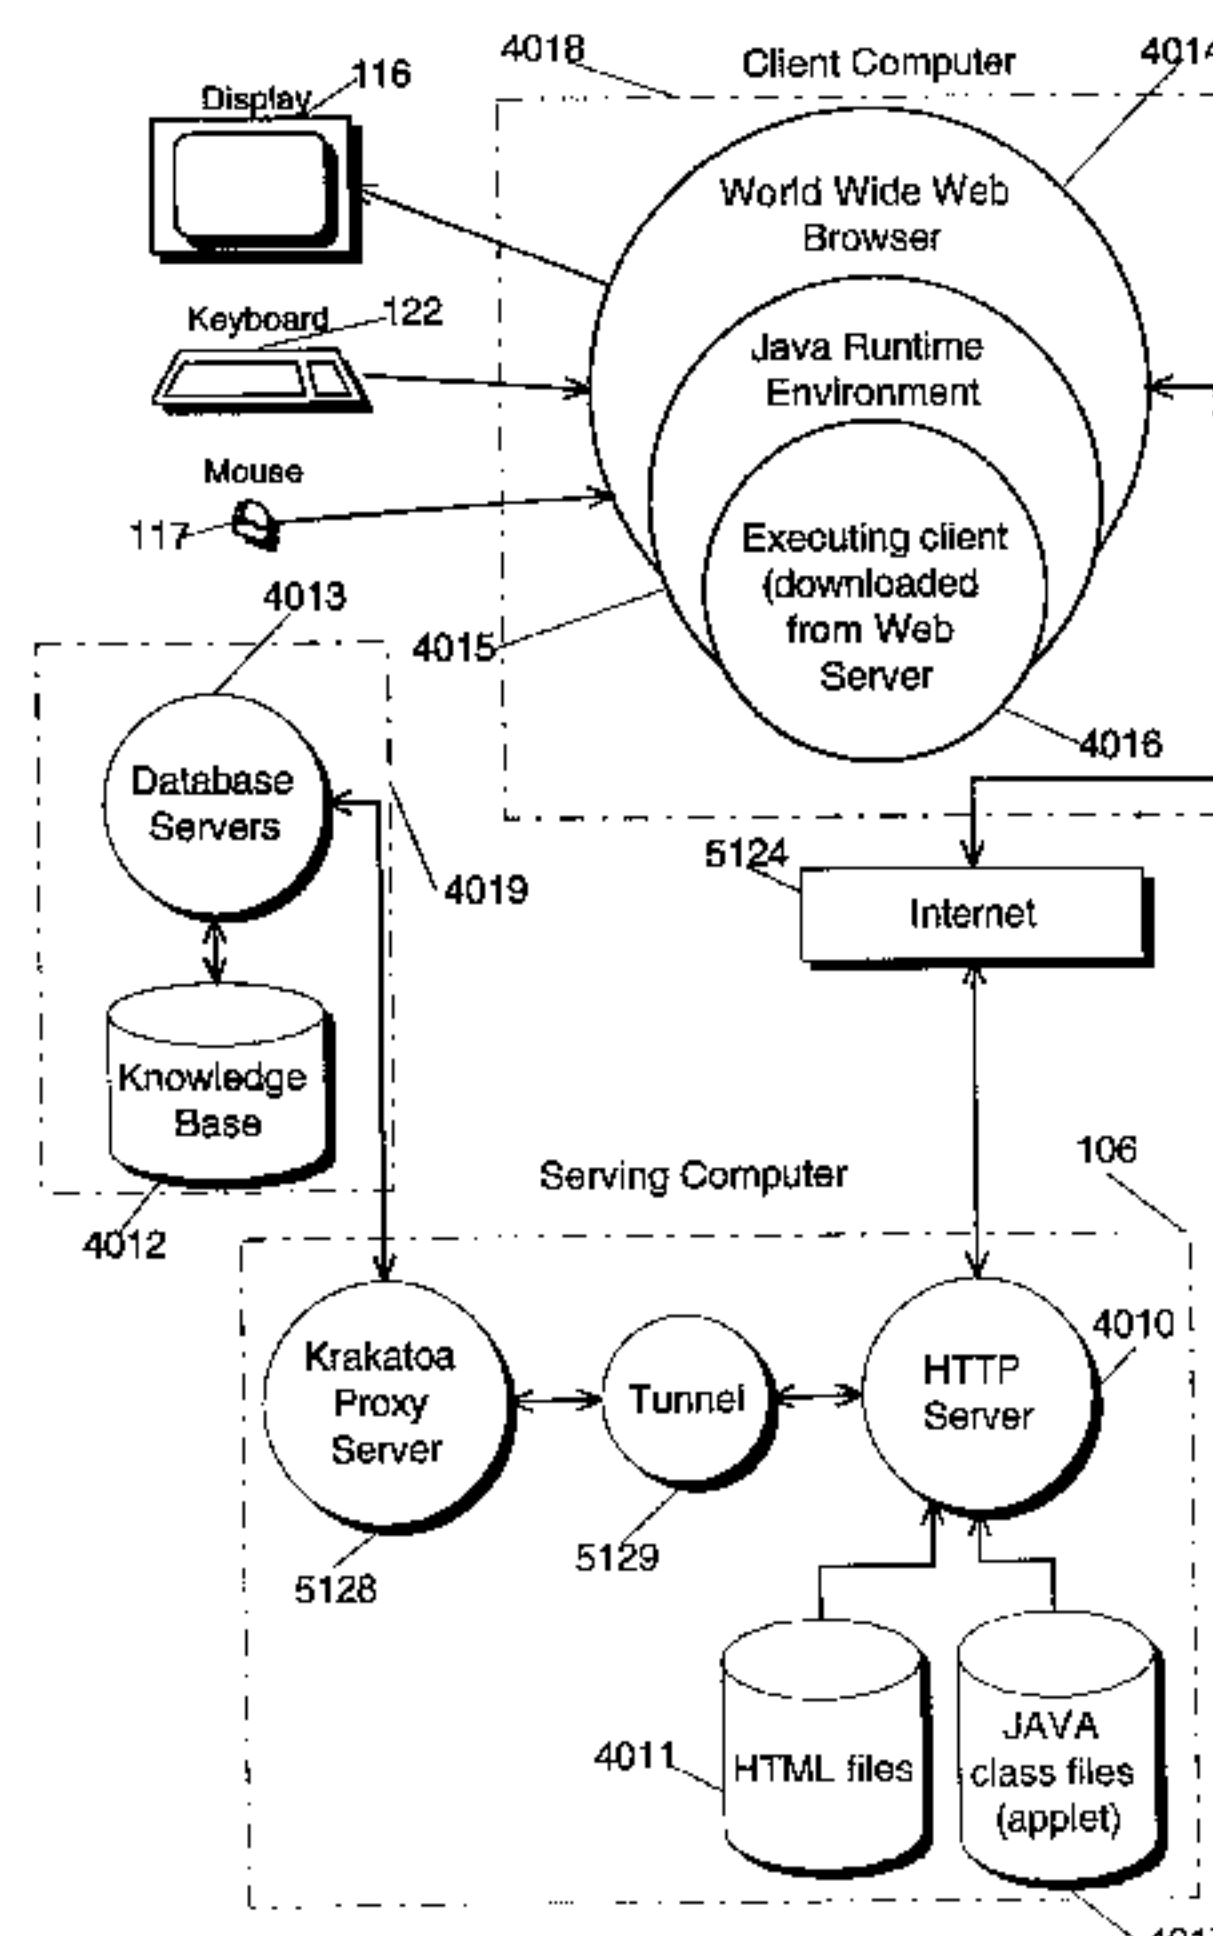 4018
Client Computer
4014
116
Display
World Wide Web
Browser
Keyboard
122
Java Runtime
Environment
Mouse
117
Executing client
(downloaded
from Web
Server
4013
4015
4016
Database
Servers
4019
5124
Internet
Knowledge
Base
4012
Serving Computer
106
Krakatoa
Proxy
Server
Tunnel
HTTP
Server
4010
5128
5129
4011
HTML files
JAVA
class files
(applet)